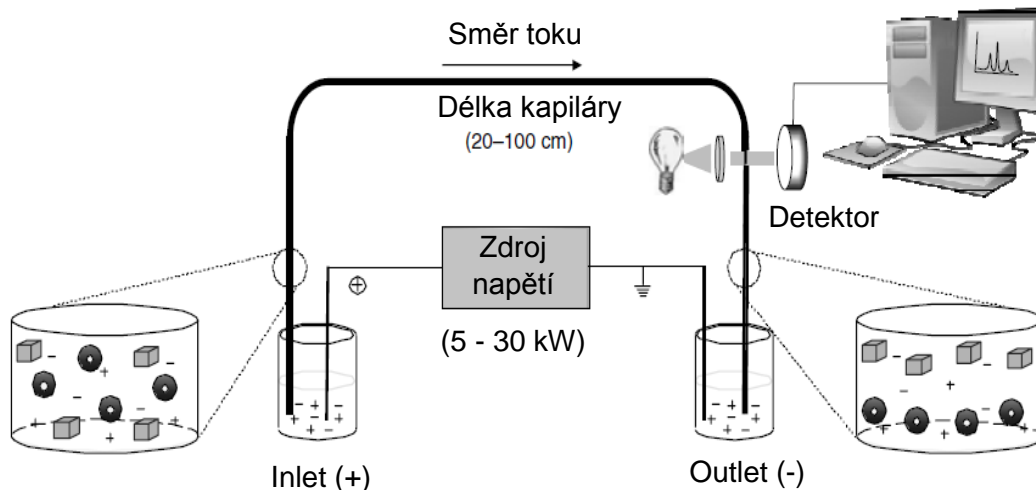 Směr toku
Délka kapiláry
(20–100 cm)
Detektor
Zdroj
napětí
(5 - 30 kW)
Inlet (+)
Outlet (-)